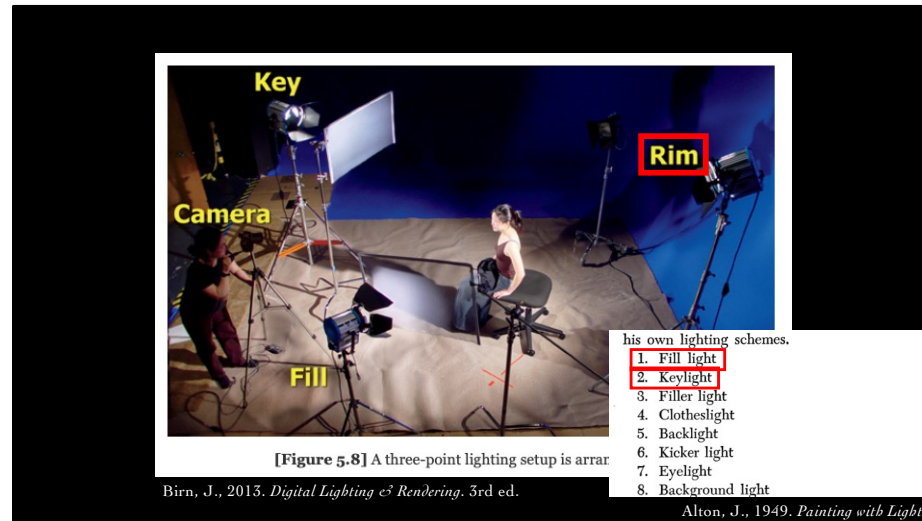 Key
Rim
Camera
Fill
[Figure 5.8] A three-point lighting setup is
his own lighting schemes.
1. Fill light
2. Keylight
3. Filler light
4. Clotheslight
5. Backlight
6. Kicker light
7. Eyelight
8. Background light
Birn, J., 2013. Digital Lighting & Rendering. 3rd ed.
Alton, J., 1949. Painting with Light